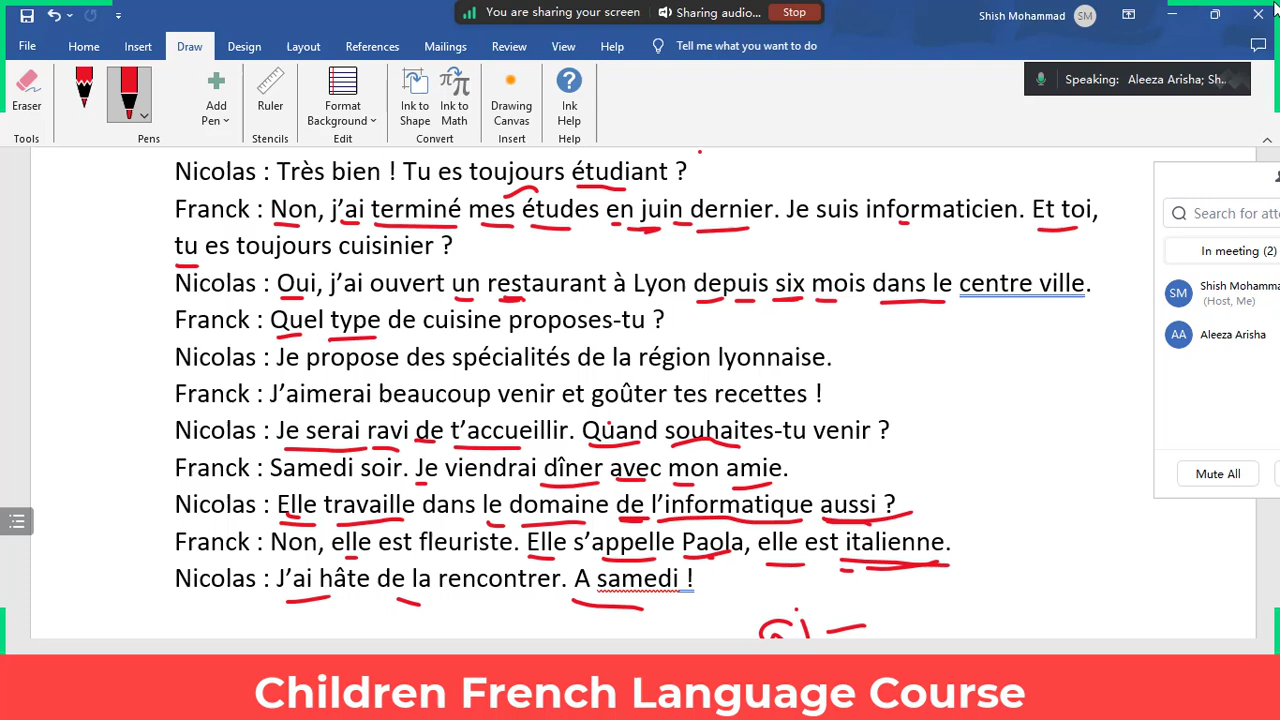 You are sharing your screen
Sharing audio...
Stop
Shish Mohammad
SM
File
Home
Insert
Draw
Design
Layout
References
Mailings
Review
View
Help
Tell me what you want to do
Speaking: Aleeza Arisha; Sh...
Eraser
Add
Pen
Ruler
Format
Background
Ink to
Shape
Ink to
Math
Drawing
Canvas
Ink
Help
Tools
Pens
Stencils
Edit
Convert
Insert
Help
Nicolas : Très bien ! Tu es toujours étudiant ?
Franck : Non, j’ai terminé mes études en juin dernier. Je suis informaticien. Et toi,
tu es toujours cuisinier ?
Nicolas : Oui, j’ai ouvert un restaurant à Lyon depuis six mois dans le centre ville.
Franck : Quel type de cuisine proposes-tu ?
Nicolas : Je propose des spécialités de la région lyonnaise.
Franck : J’aimerai beaucoup venir et goûter tes recettes !
Nicolas : Je serai ravi de t’accueillir. Quand souhaites-tu venir ?
Franck : Samedi soir. Je viendrai dîner avec mon amie.
Nicolas : Elle travaille dans le domaine de l’informatique aussi ?
Franck : Non, elle est fleuriste. Elle s’appelle Paola, elle est italienne.
Nicolas : J’ai hâte de la rencontrer. A samedi !
Search for att
In meeting (2)
SM
Shish Mohamma
(Host, Me)
AA
Aleeza Arisha
Mute All
Children French Language Course